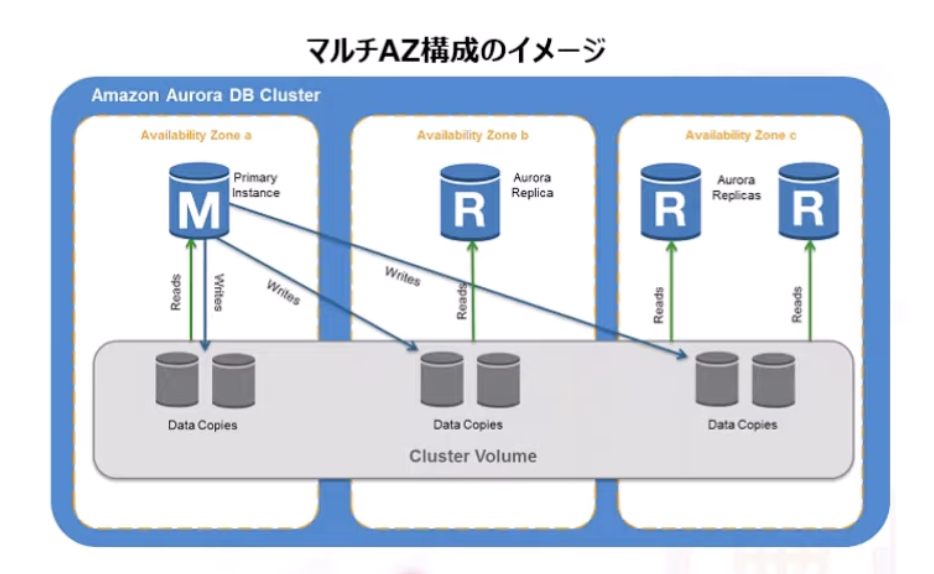 マルチAZ構成のイメージ
Amazon Aurora DB Cluster
Availability Zone a
Availability Zone b
Availability Zone c
M
Primary
Instance
R
Aurora
Replica
R
Aurora
Replicas
R
Reads
Writes
Writes
Writes
Reads
Reads
Reads
Data Copies
Data Copies
Data Copies
Cluster Volume